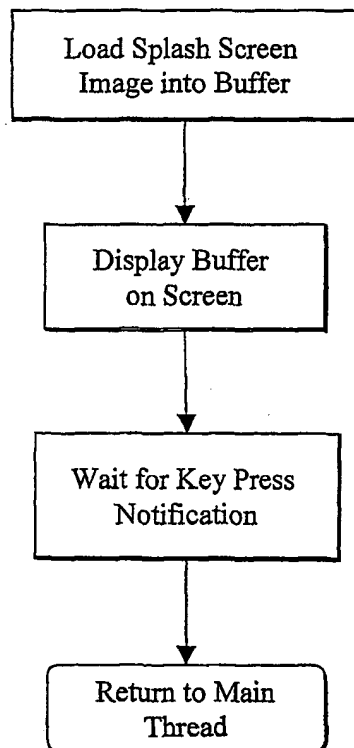 Load Splash Screen
Image into Buffer
Display Buffer
on Screen
Wait for Key Press
Notification
Return to Main
Thread